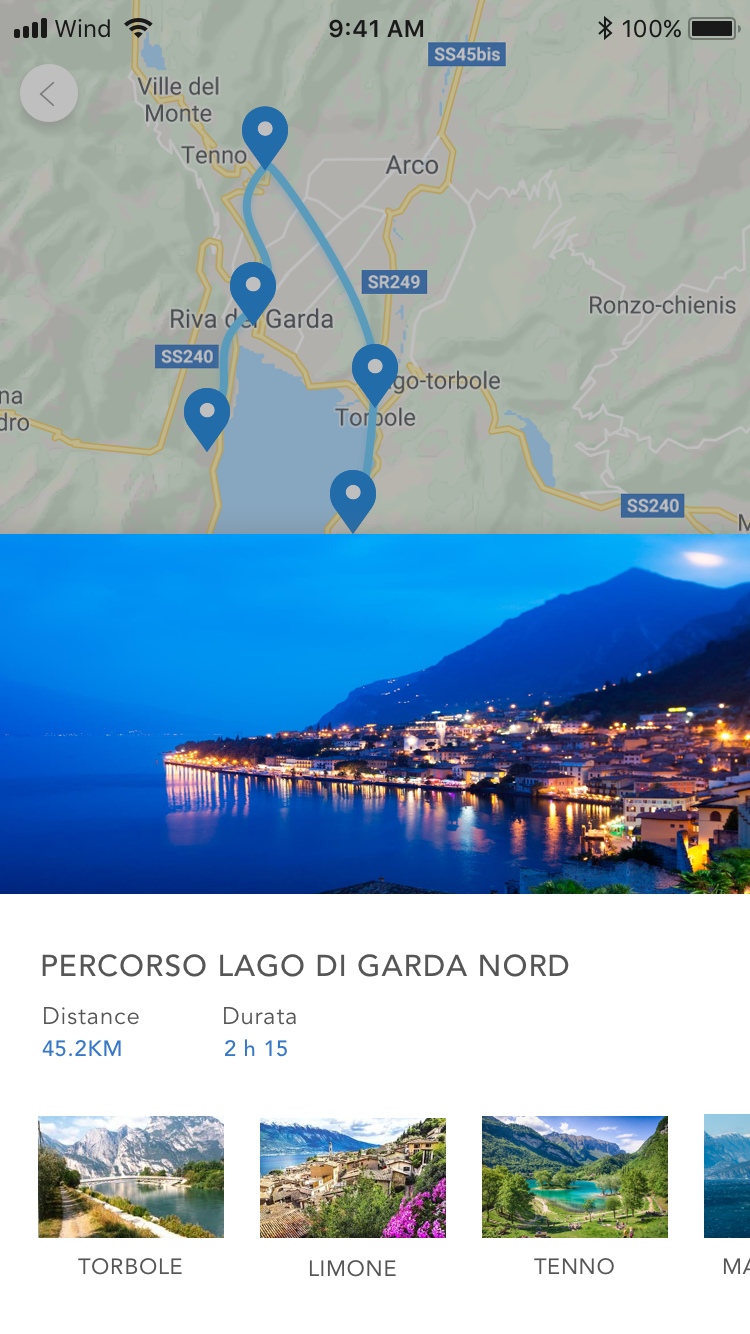 Wind 9:41 AM 100%
SS45bis
Ville del
Monte
Tenno
Arco
SR249
Ronzo-chienis
Riva del Garda
SS240
go-torbole
na
dro
Torbole
SS240
M
PERCORSO LAGO DI GARDA NORD
Distance Durata
45.2KM 2 h 15
TORBOLE LIMONE TENNO MA